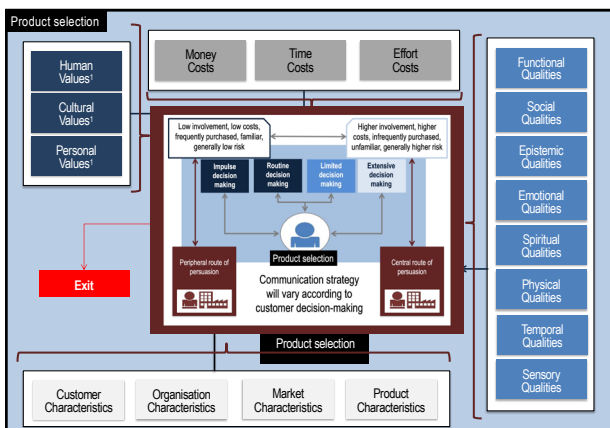 Product selection
Human
Values¹
Cultural
Values¹
Personal
Values¹
Money
Costs
Time
Costs
Effort
Costs
Functional
Qualities
Social
Qualities
Epistemic
Qualities
Emotional
Qualities
Spiritual
Qualities
Physical
Qualities
Temporal
Qualities
Sensory
Qualities
Low involvement, low costs,
frequently purchased, familiar,
generally low risk
Higher involvement, higher
costs, infrequently purchased,
unfamiliar, generally higher risk
Impulse
decision
making
Routine
decision
making
Limited
decision
making
Extensive
decision
making
Product selection
Peripheral route of
persuasion
Central route of
persuasion
Communication strategy
will vary according to
customer decision-making
Exit
Product selection
Customer
Characteristics
Organisation
Characteristics
Market
Characteristics
Product
Characteristics